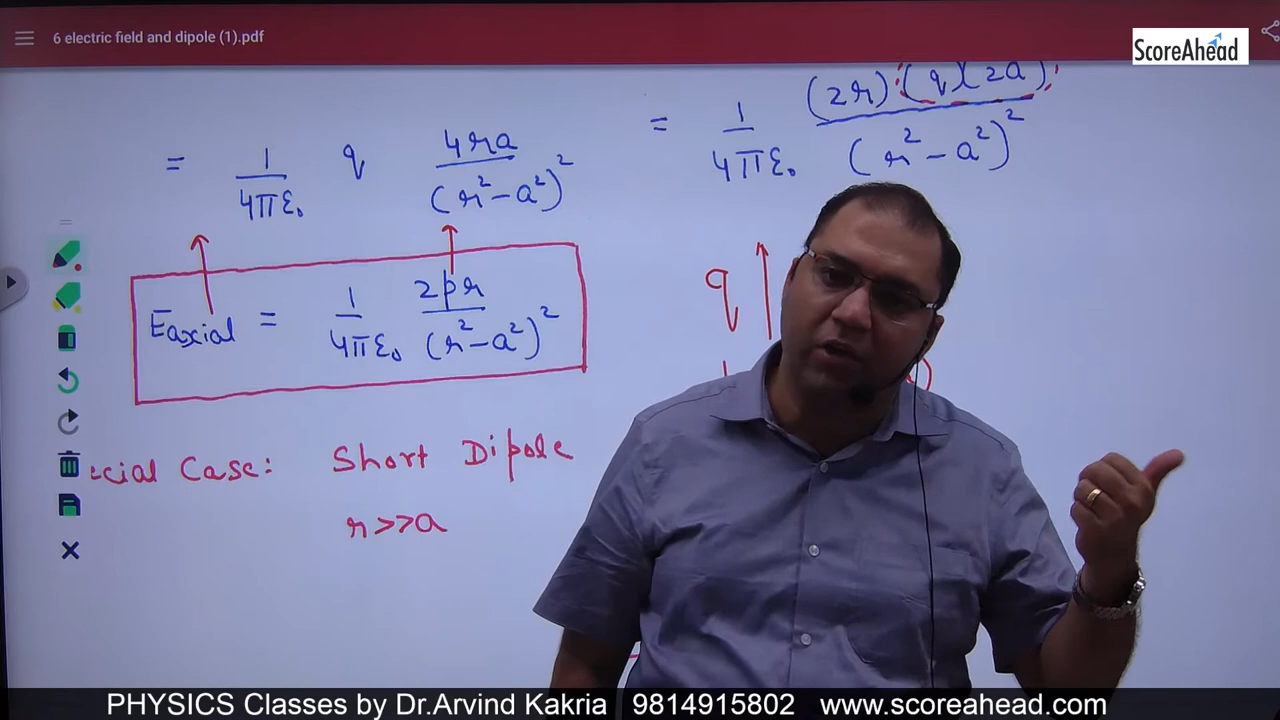 6 electric field and dipole (1).pdf
ScoreAhead
= 1/4πε₀ q 4ra/(r²-a²)²
= 1/4πε₀ (2r) (q)(2a)/(r²-a²)²
Eaxial = 1/4πε₀ 2pr/(r²-a²)²
q
cial Case: Short Dipole
r>>a
PHYSICS Classes by Dr.Arvind Kakria 9814915802 www.scoreahead.com